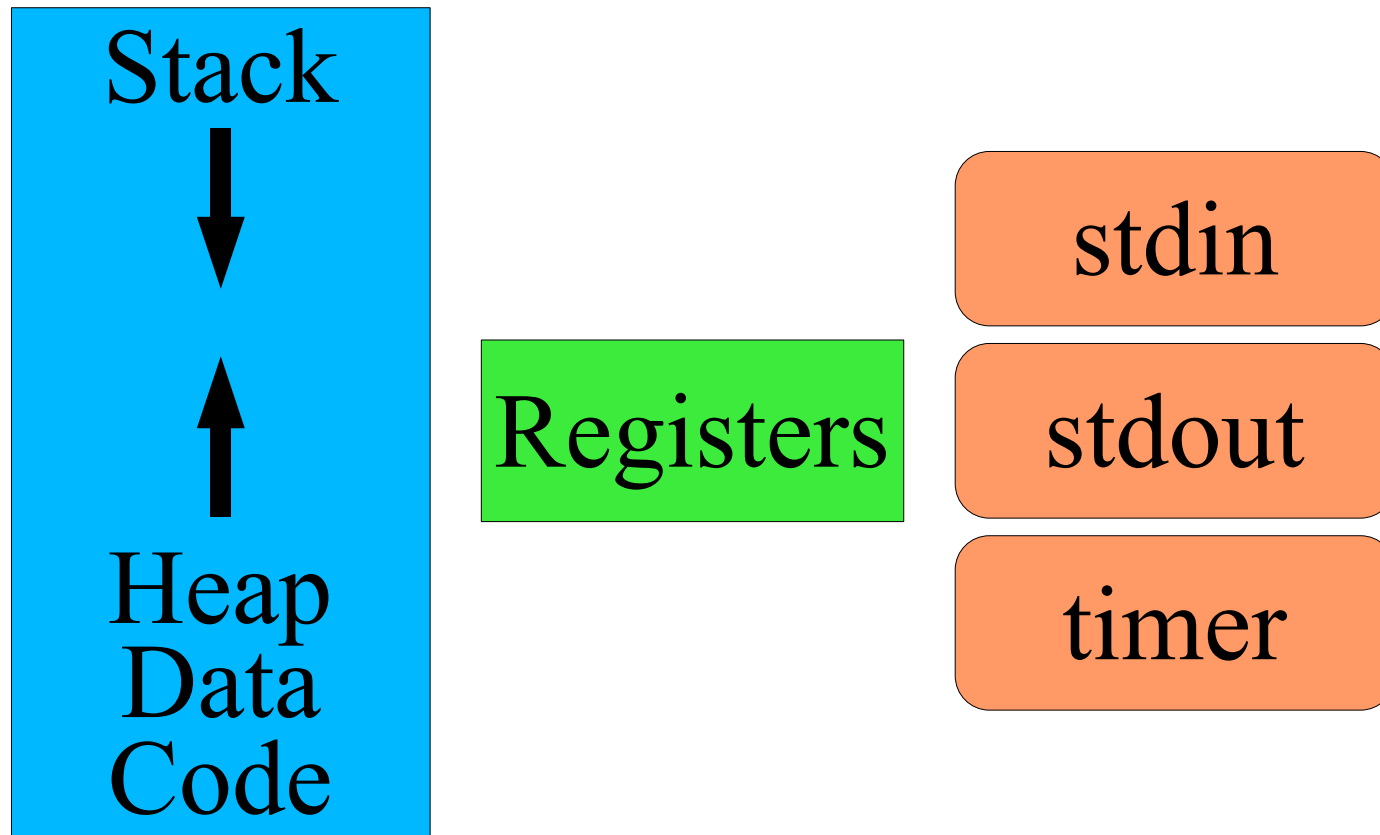 Stack
Heap
Data
Code
Registers
stdin
stdout
timer